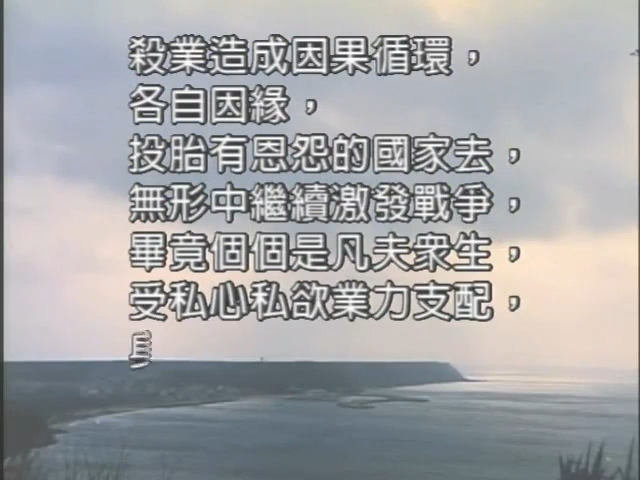 殺業造成因果循環，
各自因緣，
投胎有恩怨的國家去，
無形中繼續激發戰爭，
畢竟個個是凡夫衆生，
受私心私欲業力支配，